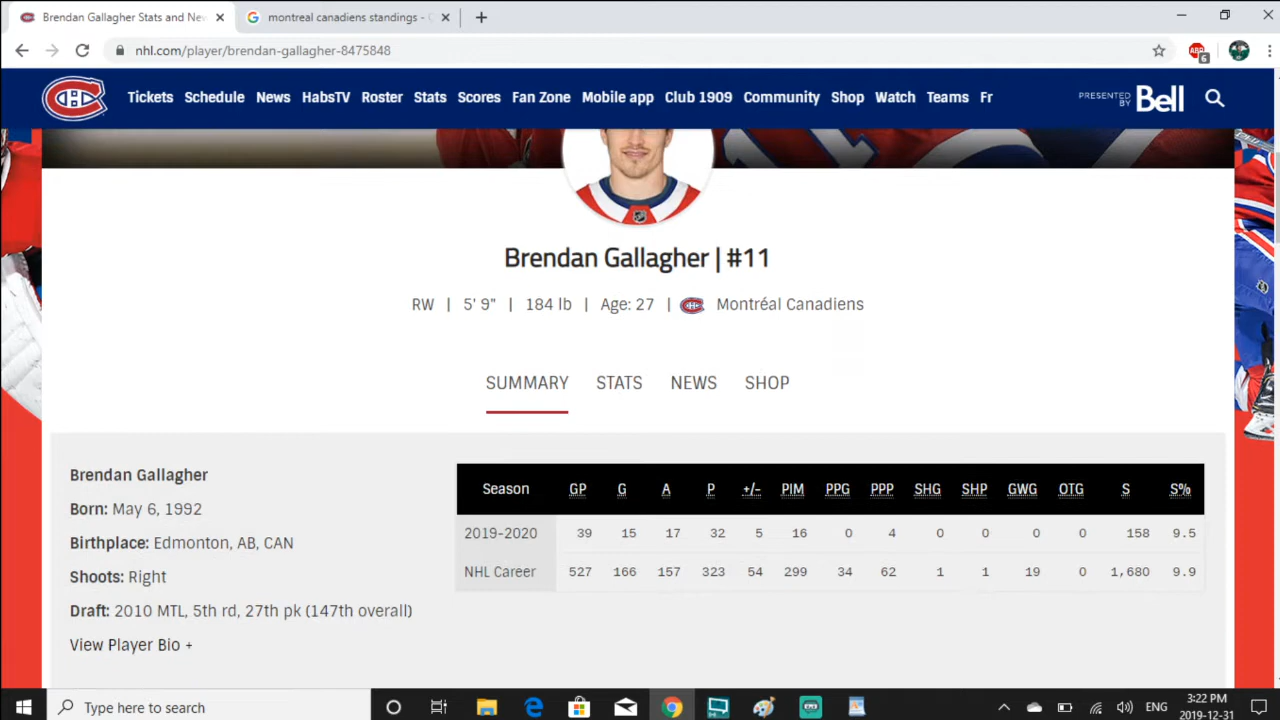 Brendan Gallagher Stats and Nev
montreal canadiens standings -
nhl.com/player/brendan-gallagher-8475848
ABP
6
Tickets Schedule News HabsTV Roster Stats Scores Fan Zone Mobile app Club 1909 Community Shop Watch Teams Fr
PRESENTED BY Bell
Brendan Gallagher | #11
RW | 5' 9" | 184 lb | Age: 27 | Montréal Canadiens
SUMMARY STATS NEWS SHOP
Brendan Gallagher
Born: May 6, 1992
Birthplace: Edmonton, AB, CAN
Shoots: Right
Draft: 2010 MTL, 5th rd, 27th pk (147th overall)
View Player Bio +
Season GP G A P +/- PIM PPG PPP SHG SHP GWG OTG S S%
2019-2020 39 15 17 32 5 16 0 4 0 0 0 0 158 9.5
NHL Career 527 166 157 323 54 299 34 62 1 1 19 0 1,680 9.9
Type here to search
ENG
3:22 PM
2019-12-31